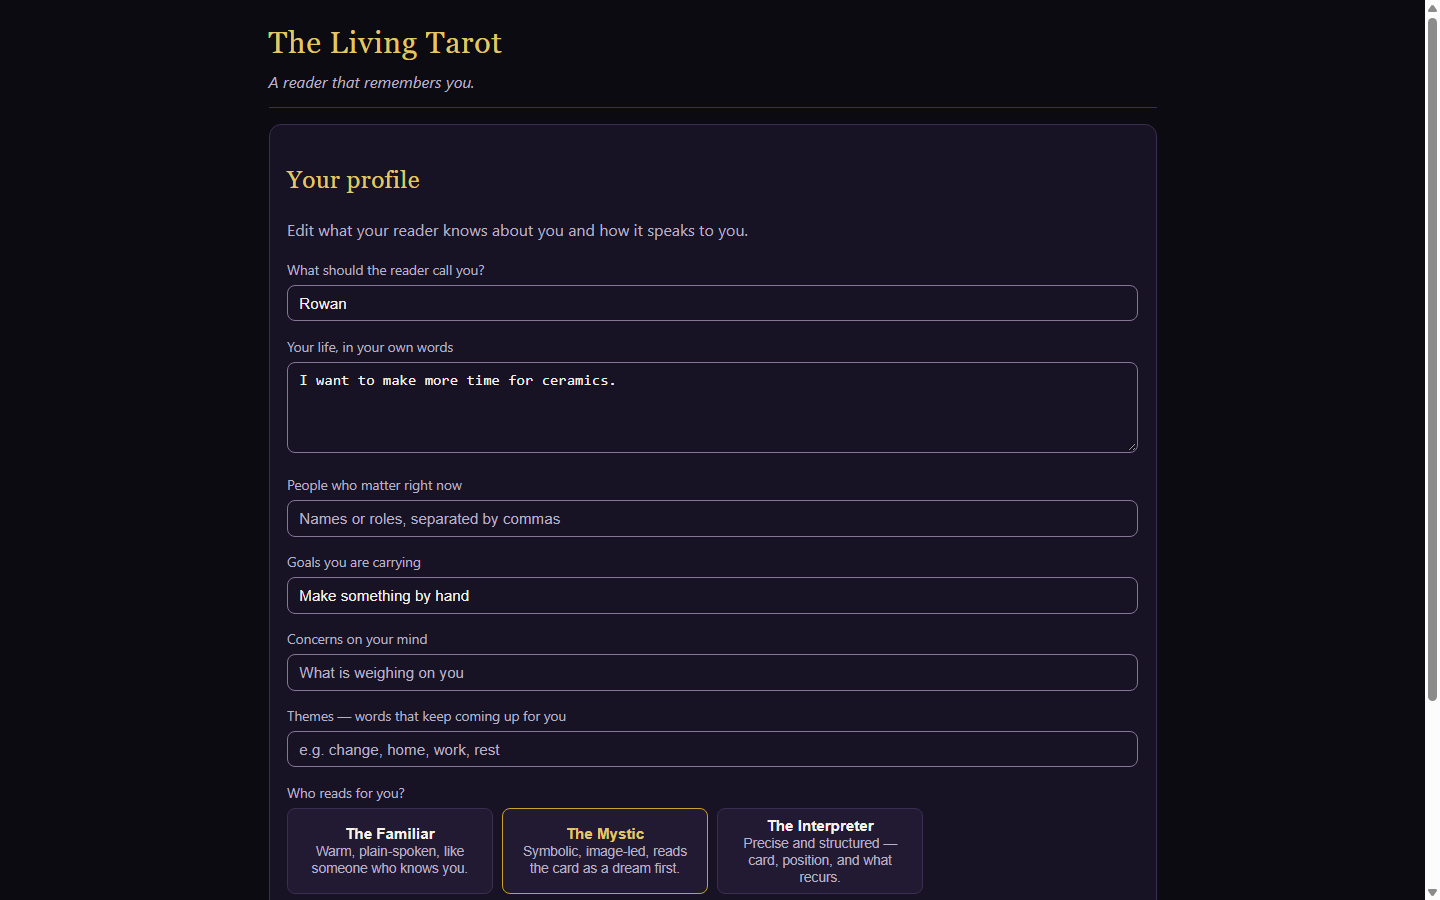 The Living Tarot
A reader that remembers you.
Your profile
Edit what your reader knows about you and how it speaks to you.
What should the reader call you?
Rowan
Your life, in your own words
I want to make more time for ceramics.
People who matter right now
Names or roles, separated by commas
Goals you are carrying
Make something by hand
Concerns on your mind
What is weighing on you
Themes — words that keep coming up for you
e.g. change, home, work, rest
Who reads for you?
The Familiar
Warm, plain-spoken, like
someone who knows you.
The Mystic
Symbolic, image-led, reads
the card as a dream first.
The Interpreter
Precise and structured —
card, position, and what
recurs.